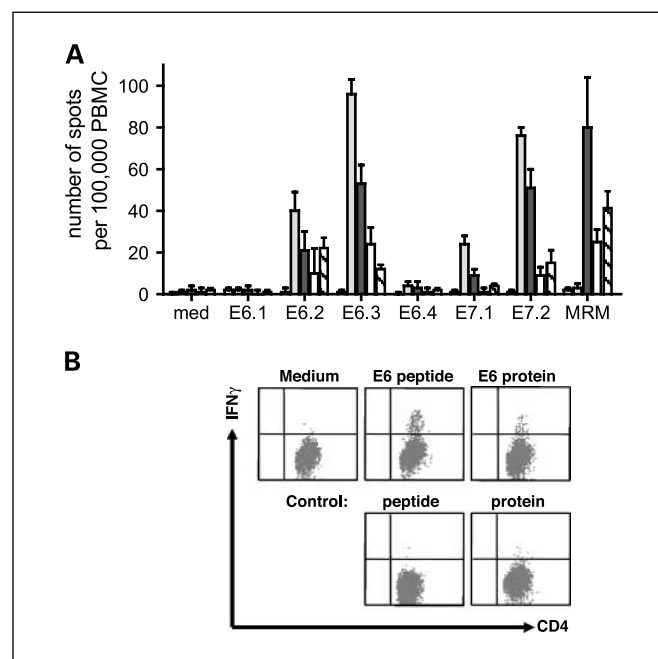 A
number of spots
per 100,000 PBMC
100
80
60
40
20
0
med E6.1 E6.2 E6.3 E6.4 E7.1 E7.2 MRM
B
IFNγ
Medium E6 peptide E6 protein
Control: peptide protein
CD4